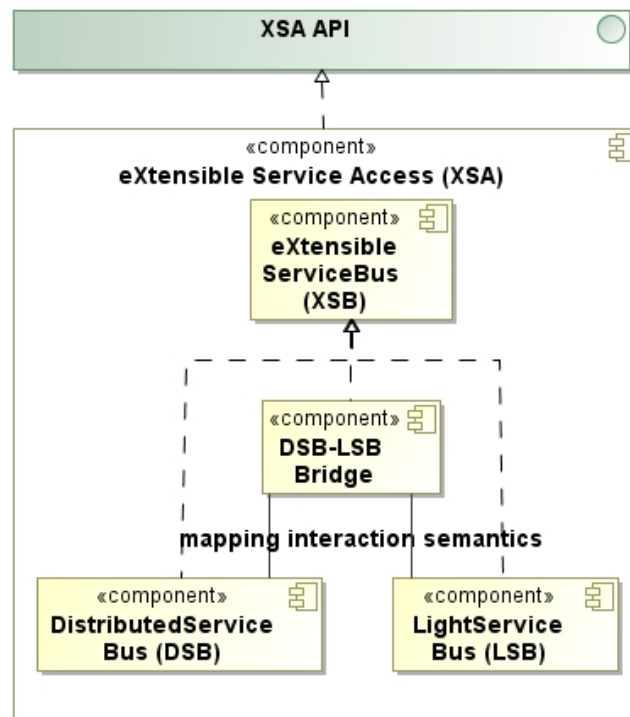 XSA API
«component»
eXtensible Service Access (XSA)
«component»
eXtensible
ServiceBus
(XSB)
«component»
DSB-LSB
Bridge
mapping interaction semantics
«component»
DistributedService
Bus (DSB)
«component»
LightService
Bus (LSB)